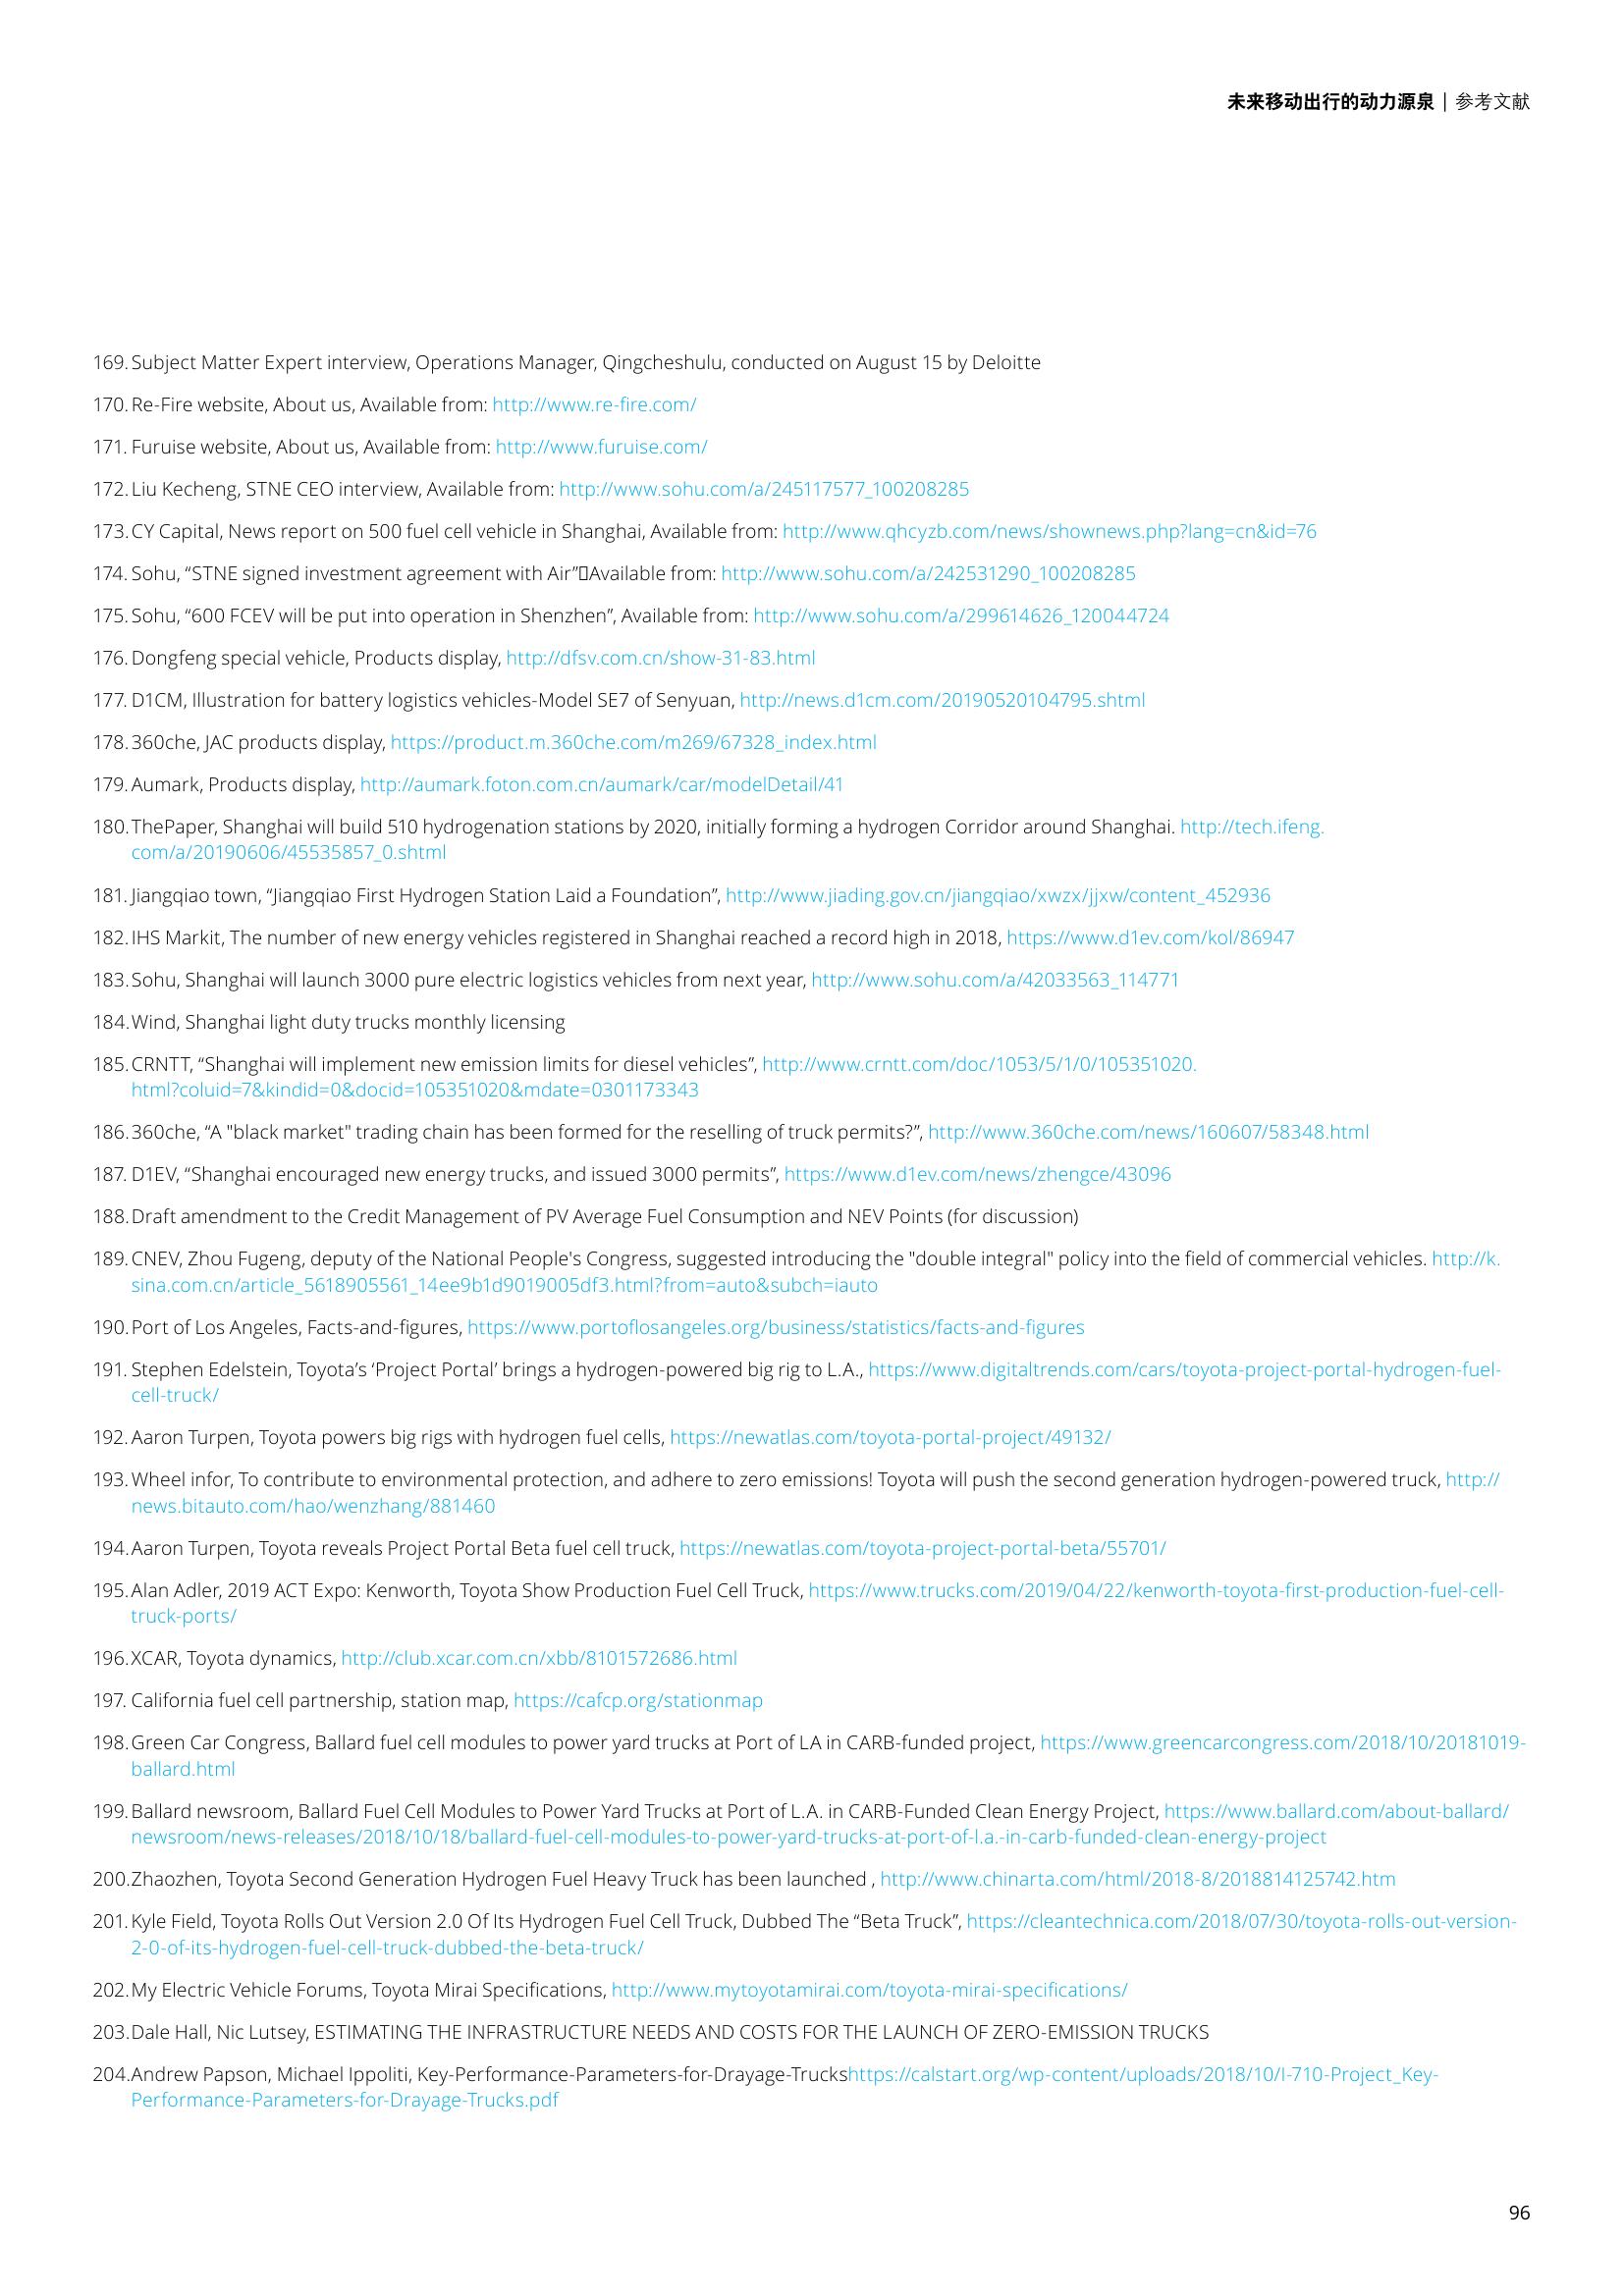 未来移动出行的动力源泉 | 参考文献
169. Subject Matter Expert interview, Operations Manager, Qingcheshulu, conducted on August 15 by Deloitte
170. Re-Fire website, About us, Available from: http://www.re-fire.com/
171. Furuise website, About us, Available from: http://www.furuise.com/
172. Liu Kecheng, STNE CEO interview, Available from: http://www.sohu.com/a/245117577_100208285
173. CY Capital, News report on 500 fuel cell vehicle in Shanghai, Available from: http://www.qhcyzb.com/news/shownews.php?lang=cn&id=76
174. Sohu, “STNE signed investment agreement with Air”▯Available from: http://www.sohu.com/a/242531290_100208285
175. Sohu, “600 FCEV will be put into operation in Shenzhen”, Available from: http://www.sohu.com/a/299614626_120044724
176. Dongfeng special vehicle, Products display, http://dfsv.com.cn/show-31-83.html
177. D1CM, Illustration for battery logistics vehicles-Model SE7 of Senyuan, http://news.d1cm.com/20190520104795.shtml
178. 360che, JAC products display, https://product.m.360che.com/m269/67328_index.html
179. Aumark, Products display, http://aumark.foton.com.cn/aumark/car/modelDetail/41
180. ThePaper, Shanghai will build 510 hydrogenation stations by 2020, initially forming a hydrogen Corridor around Shanghai. http://tech.ifeng.
com/a/20190606/45535857_0.shtml
181. Jiangqiao town, “Jiangqiao First Hydrogen Station Laid a Foundation”, http://www.jiading.gov.cn/jiangqiao/xwzx/jjxw/content_452936
182. IHS Markit, The number of new energy vehicles registered in Shanghai reached a record high in 2018, https://www.d1ev.com/kol/86947
183. Sohu, Shanghai will launch 3000 pure electric logistics vehicles from next year, http://www.sohu.com/a/42033563_114771
184. Wind, Shanghai light duty trucks monthly licensing
185. CRNTT, “Shanghai will implement new emission limits for diesel vehicles”, http://www.crntt.com/doc/1053/5/1/0/105351020.
html?coluid=7&kindid=0&docid=105351020&mdate=0301173343
186. 360che, “A "black market" trading chain has been formed for the reselling of truck permits?”, http://www.360che.com/news/160607/58348.html
187. D1EV, “Shanghai encouraged new energy trucks, and issued 3000 permits”, https://www.d1ev.com/news/zhengce/43096
188. Draft amendment to the Credit Management of PV Average Fuel Consumption and NEV Points (for discussion)
189. CNEV, Zhou Fugeng, deputy of the National People's Congress, suggested introducing the "double integral" policy into the field of commercial vehicles. http://k.
sina.com.cn/article_5618905561_14ee9b1d9019005df3.html?from=auto&subch=iauto
190. Port of Los Angeles, Facts-and-figures, https://www.portoflosangeles.org/business/statistics/facts-and-figures
191. Stephen Edelstein, Toyota’s ‘Project Portal’ brings a hydrogen-powered big rig to L.A., https://www.digitaltrends.com/cars/toyota-project-portal-hydrogen-fuel-
cell-truck/
192. Aaron Turpen, Toyota powers big rigs with hydrogen fuel cells, https://newatlas.com/toyota-portal-project/49132/
193. Wheel infor, To contribute to environmental protection, and adhere to zero emissions! Toyota will push the second generation hydrogen-powered truck, http://
news.bitauto.com/hao/wenzhang/881460
194. Aaron Turpen, Toyota reveals Project Portal Beta fuel cell truck, https://newatlas.com/toyota-project-portal-beta/55701/
195. Alan Adler, 2019 ACT Expo: Kenworth, Toyota Show Production Fuel Cell Truck, https://www.trucks.com/2019/04/22/kenworth-toyota-first-production-fuel-cell-
truck-ports/
196. XCAR, Toyota dynamics, http://club.xcar.com.cn/xbb/8101572686.html
197. California fuel cell partnership, station map, https://cafcp.org/stationmap
198. Green Car Congress, Ballard fuel cell modules to power yard trucks at Port of LA in CARB-funded project, https://www.greencarcongress.com/2018/10/20181019-
ballard.html
199. Ballard newsroom, Ballard Fuel Cell Modules to Power Yard Trucks at Port of L.A. in CARB-Funded Clean Energy Project, https://www.ballard.com/about-ballard/
newsroom/news-releases/2018/10/18/ballard-fuel-cell-modules-to-power-yard-trucks-at-port-of-l.a.-in-carb-funded-clean-energy-project
200. Zhaozhen, Toyota Second Generation Hydrogen Fuel Heavy Truck has been launched , http://www.chinarta.com/html/2018-8/2018814125742.htm
201. Kyle Field, Toyota Rolls Out Version 2.0 Of Its Hydrogen Fuel Cell Truck, Dubbed The “Beta Truck”, https://cleantechnica.com/2018/07/30/toyota-rolls-out-version-
2-0-of-its-hydrogen-fuel-cell-truck-dubbed-the-beta-truck/
202. My Electric Vehicle Forums, Toyota Mirai Specifications, http://www.mytoyotamirai.com/toyota-mirai-specifications/
203. Dale Hall, Nic Lutsey, ESTIMATING THE INFRASTRUCTURE NEEDS AND COSTS FOR THE LAUNCH OF ZERO-EMISSION TRUCKS
204. Andrew Papson, Michael Ippoliti, Key-Performance-Parameters-for-Drayage-Truckshttps://calstart.org/wp-content/uploads/2018/10/I-710-Project_Key-
Performance-Parameters-for-Drayage-Trucks.pdf
96